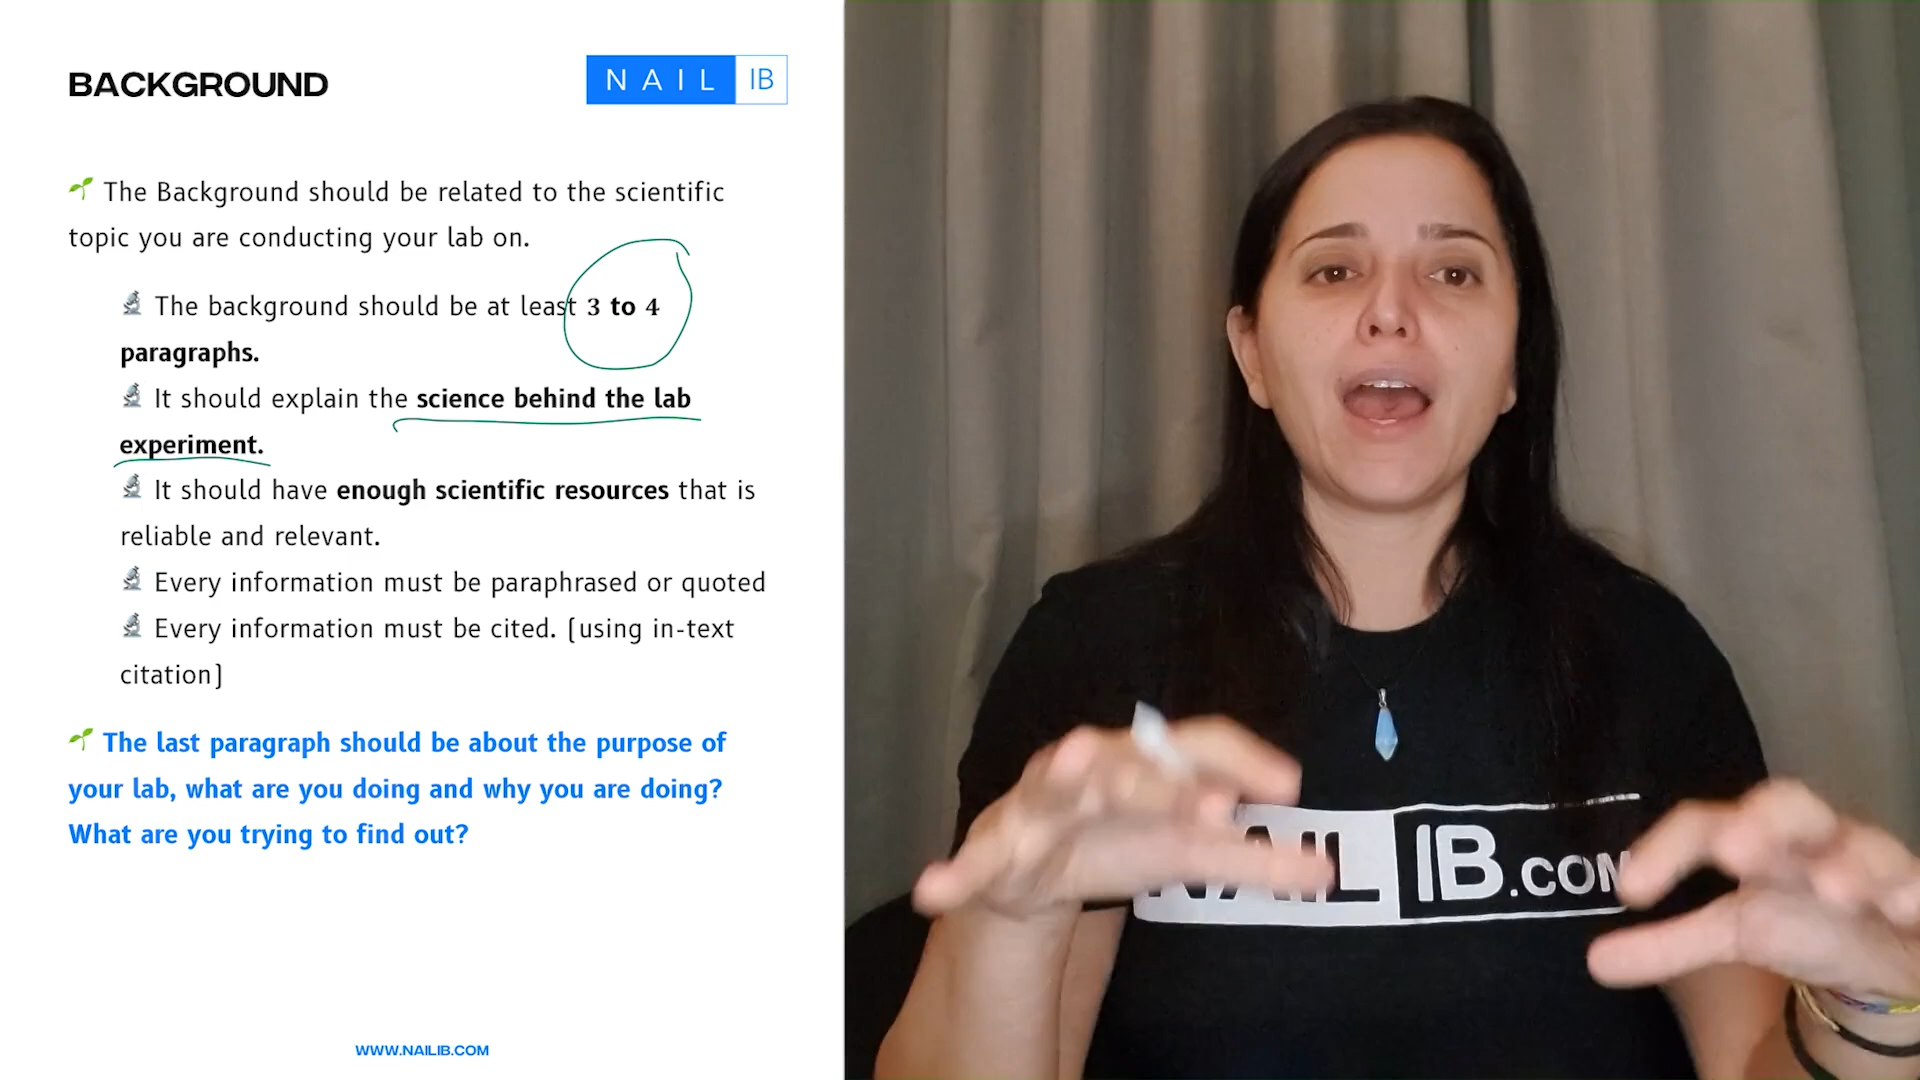 BACKGROUND
NAIL IB
The Background should be related to the scientific
topic you are conducting your lab on.
The background should be at least 3 to 4
paragraphs.
It should explain the science behind the lab
experiment.
It should have enough scientific resources that is
reliable and relevant.
Every information must be paraphrased or quoted
Every information must be cited. (using in-text
citation)
The last paragraph should be about the purpose of
your lab, what are you doing and why you are doing?
What are you trying to find out?
WWW.NAILIB.COM
NAIL IB.COM